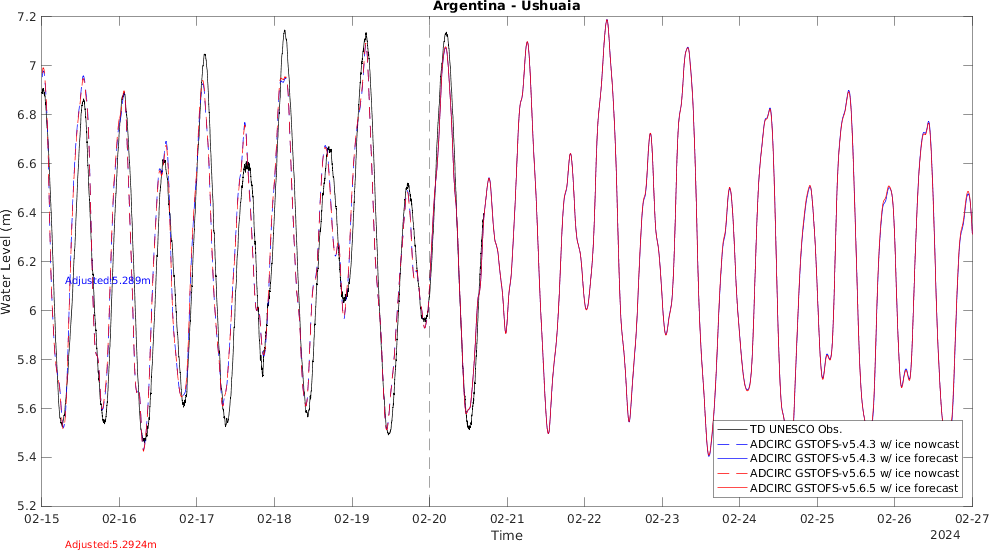 Argentina - Ushuaia
7.2
7
6.8
6.6
6.4
6.2
6
5.8
5.6
5.4
5.2
Water Level (m)
Adjusted:5.289m
TD UNESCO Obs.
ADCIRC GSTOFS-v5.4.3 w/ ice nowcast
ADCIRC GSTOFS-v5.4.3 w/ ice forecast
ADCIRC GSTOFS-v5.6.5 w/ ice nowcast
ADCIRC GSTOFS-v5.6.5 w/ ice forecast
02-15 02-16 02-17 02-18 02-19 02-20 02-21 02-22 02-23 02-24 02-25 02-26 02-27
Time
2024
Adjusted:5.2924m